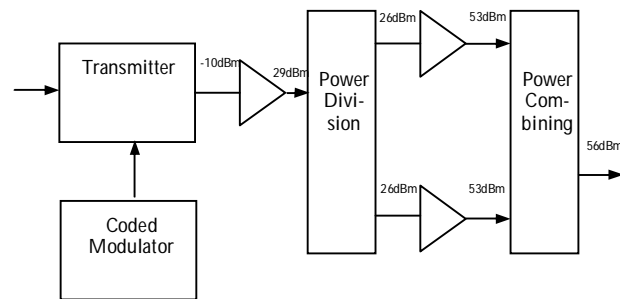 26dBm
53dBm
Transmitter
-10dBm
29dBm
Power
Divi-
sion
Power
Com-
bining
56dBm
26dBm
53dBm
Coded
Modulator